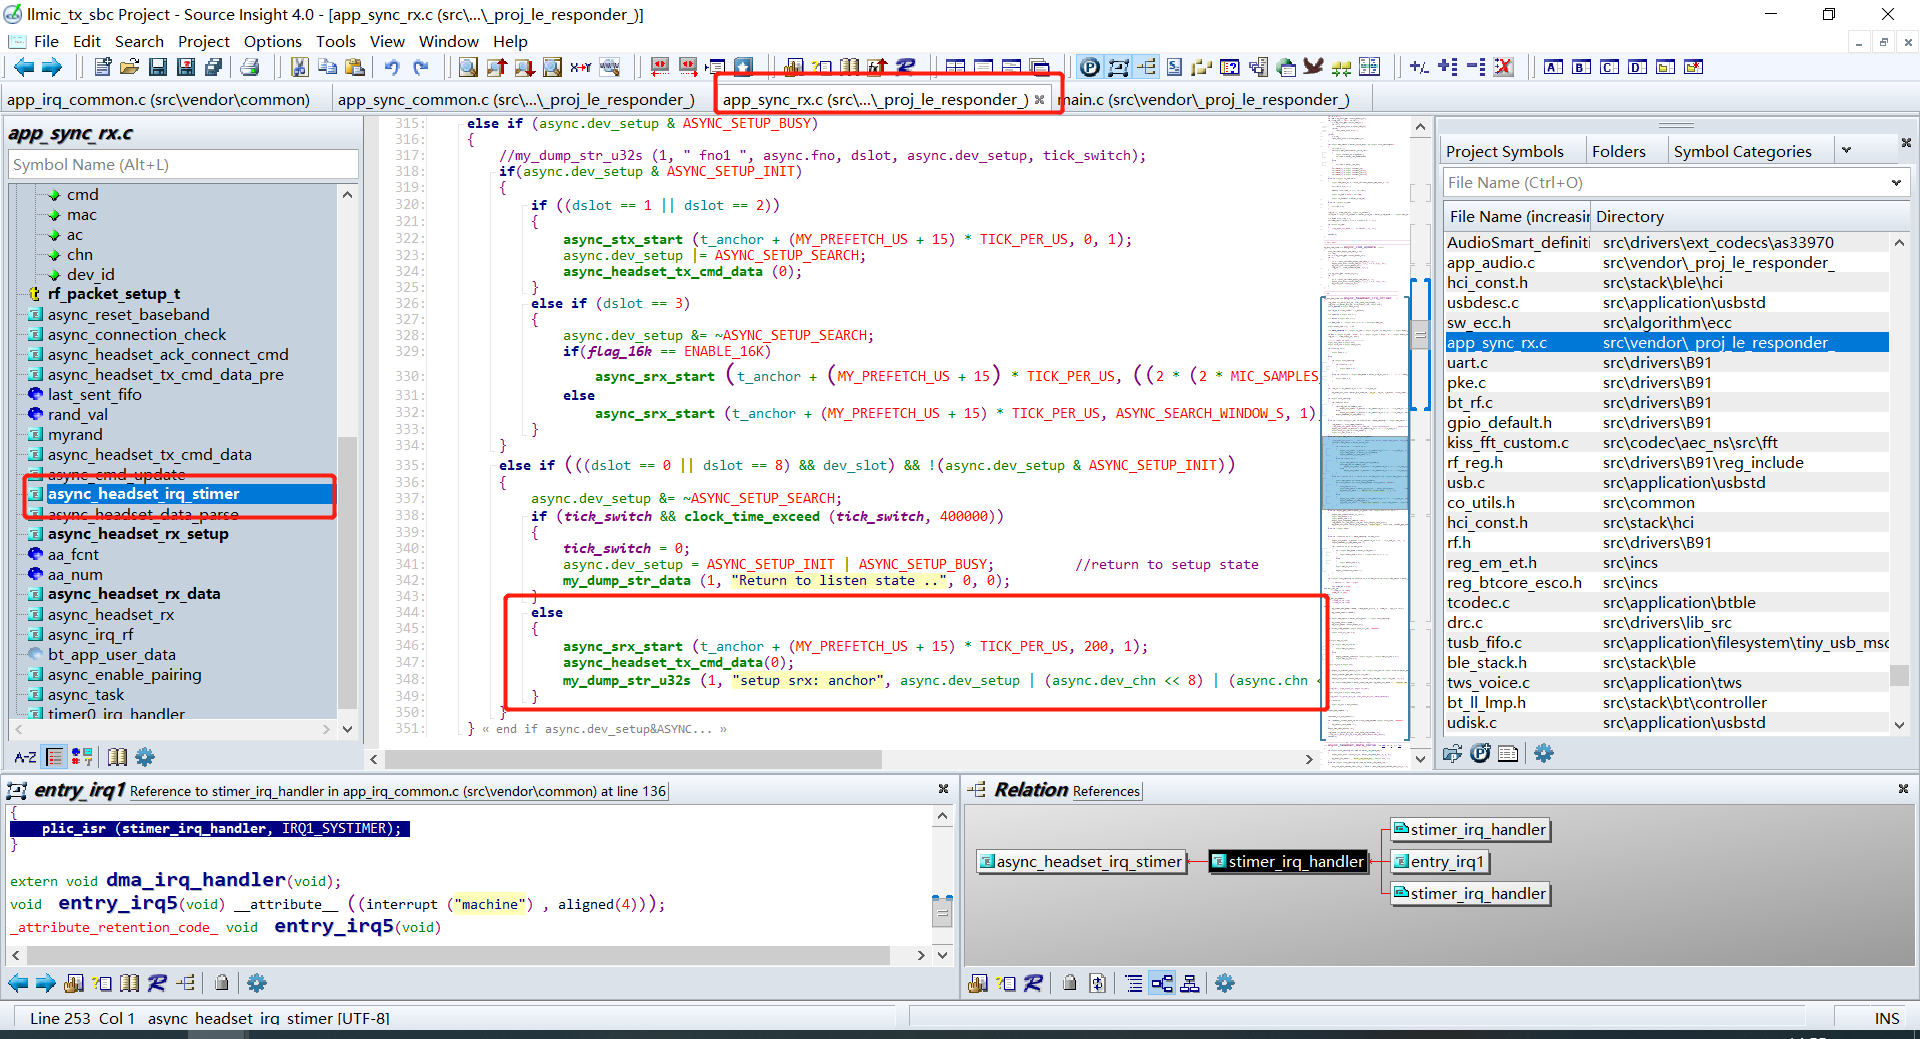 llmic_tx_sbc Project - Source Insight 4.0 - [app_sync_rx.c (src\...\_proj_le_responder_)]
File Edit Search Project Options Tools View Window Help
app_irq_common.c (src\vendor\common)
app_sync_common.c (src\...\_proj_le_responder_)
app_sync_rx.c (src\...\_proj_le_responder_)
main.c (src\vendor\_proj_le_responder_)
app_sync_rx.c
Symbol Name (Alt+L)
cmd
mac
ac
chn
dev_id
rf_packet_setup_t
async_reset_baseband
async_connection_check
async_headset_ack_connect_cmd
async_headset_tx_cmd_data_pre
last_sent_fifo
rand_val
myrand
async_headset_tx_cmd_data
async_cmd_update
async_headset_irq_stimer
async_headset_data_parse
async_headset_rx_setup
aa_fcnt
aa_num
async_headset_rx_data
async_headset_rx
async_irq_rf
bt_app_user_data
async_enable_pairing
async_task
timer0_irq_handler
A-Z
315: else if (async.dev_setup & ASYNC_SETUP_BUSY)
316: {
317: //my_dump_str_u32s (1, " fno1 ", async.fno, dslot, async.dev_setup, tick_switch);
318: if(async.dev_setup & ASYNC_SETUP_INIT)
319: {
320: if ((dslot == 1 || dslot == 2))
321: {
322: async_stx_start (t_anchor + (MY_PREFETCH_US + 15) * TICK_PER_US, 0, 1);
323: async.dev_setup |= ASYNC_SETUP_SEARCH;
324: async_headset_tx_cmd_data (0);
325: }
326: else if (dslot == 3)
327: {
328: async.dev_setup &= ~ASYNC_SETUP_SEARCH;
329: if(flag_16k == ENABLE_16K)
330: async_srx_start (t_anchor + (MY_PREFETCH_US + 15) * TICK_PER_US, ((2 * (2 * MIC_SAMPLES_
331: else
332: async_srx_start (t_anchor + (MY_PREFETCH_US + 15) * TICK_PER_US, ASYNC_SEARCH_WINDOW_S, 1)
333: }
334: }
335: else if (((dslot == 0 || dslot == 8) && dev_slot) && !(async.dev_setup & ASYNC_SETUP_INIT))
336: {
337: async.dev_setup &= ~ASYNC_SETUP_SEARCH;
338: if (tick_switch && clock_time_exceed (tick_switch, 400000))
339: {
340: tick_switch = 0;
341: async.dev_setup = ASYNC_SETUP_INIT | ASYNC_SETUP_BUSY; //return to setup state
342: my_dump_str_data (1, "Return to listen state ..", 0, 0);
343: }
344: else
345: {
346: async_srx_start (t_anchor + (MY_PREFETCH_US + 15) * TICK_PER_US, 200, 1);
347: async_headset_tx_cmd_data(0);
348: my_dump_str_u32s (1, "setup srx: anchor", async.dev_setup | (async.dev_chn << 8) | (async.chn <
349: }
350: }
351: } « end if async.dev_setup&ASYNC... »
Project Symbols Folders Symbol Categories
File Name (Ctrl+O)
File Name (increasin Directory
AudioSmart_definiti src\drivers\ext_codecs\as33970
app_audio.c src\vendor\_proj_le_responder_
hci_const.h src\stack\ble\hci
usbdesc.c src\application\usbstd
sw_ecc.h src\algorithm\ecc
app_sync_rx.c src\vendor\_proj_le_responder_
uart.c src\drivers\B91
pke.c src\drivers\B91
bt_rf.c src\drivers\B91
gpio_default.h src\drivers\B91
kiss_fft_custom.c src\codec\aec_ns\src\fft
rf_reg.h src\drivers\B91\reg_include
usb.c src\application\usbstd
co_utils.h src\common
hci_const.h src\stack\hci
rf.h src\drivers\B91
reg_em_et.h src\incs
reg_btcore_esco.h src\incs
tcodec.c src\application\btble
drc.c src\drivers\lib_src
tusb_fifo.c src\application\filesystem\tiny_usb_msc
ble_stack.h src\stack\ble
tws_voice.c src\application\tws
bt_ll_lmp.h src\stack\bt\controller
udisk.c src\application\usbstd
entry_irq1 Reference to stimer_irq_handler in app_irq_common.c (src\vendor\common) at line 136
{
plic_isr (stimer_irq_handler, IRQ1_SYSTIMER);
}
extern void dma_irq_handler(void);
void entry_irq5(void) __attribute__ ((interrupt ("machine") , aligned(4)));
_attribute_retention_code_ void entry_irq5(void)
Relation References
async_headset_irq_stimer
stimer_irq_handler
stimer_irq_handler
entry_irq1
stimer_irq_handler
Line 253 Col 1 async_headset_irq_stimer [UTF-8]
INS